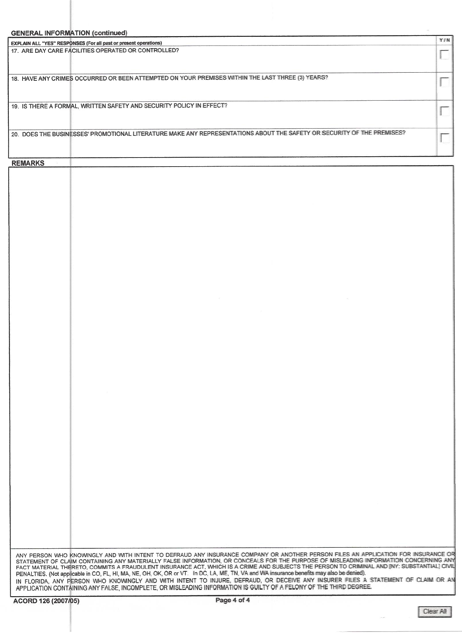 GENERAL INFORMATION (continued)
EXPLAIN ALL "YES" RESPONSES (For all past or present operations)
Y / N
17. ARE DAY CARE FACILITIES OPERATED OR CONTROLLED?
18. HAVE ANY CRIMES OCCURRED OR BEEN ATTEMPTED ON YOUR PREMISES WITHIN THE LAST THREE (3) YEARS?
19. IS THERE A FORMAL, WRITTEN SAFETY AND SECURITY POLICY IN EFFECT?
20. DOES THE BUSINESSES' PROMOTIONAL LITERATURE MAKE ANY REPRESENTATIONS ABOUT THE SAFETY OR SECURITY OF THE PREMISES?
REMARKS
ANY PERSON WHO KNOWINGLY AND WITH INTENT TO DEFRAUD ANY INSURANCE COMPANY OR ANOTHER PERSON FILES AN APPLICATION FOR INSURANCE OR
STATEMENT OF CLAIM CONTAINING ANY MATERIALLY FALSE INFORMATION, OR CONCEALS FOR THE PURPOSE OF MISLEADING INFORMATION CONCERNING ANY
FACT MATERIAL THERETO, COMMITS A FRAUDULENT INSURANCE ACT, WHICH IS A CRIME AND SUBJECTS THE PERSON TO CRIMINAL AND [NY: SUBSTANTIAL] CIVIL
PENALTIES. (Not applicable in CO, FL, HI, MA, NE, OH, OK, OR or VT. In DC, LA, ME, TN, VA and WA insurance benefits may also be denied).
IN FLORIDA, ANY PERSON WHO KNOWINGLY AND WITH INTENT TO INJURE, DEFRAUD, OR DECEIVE ANY INSURER FILES A STATEMENT OF CLAIM OR AN
APPLICATION CONTAINING ANY FALSE, INCOMPLETE, OR MISLEADING INFORMATION IS GUILTY OF A FELONY OF THE THIRD DEGREE.
ACORD 126 (2007/05)
Page 4 of 4
Clear All